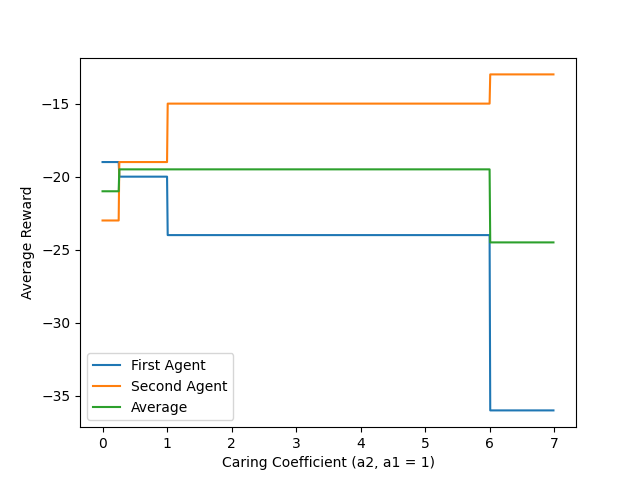 −15
−20
−25
−30
−35
Average Reward
First Agent
Second Agent
Average
0 1 2 3 4 5 6 7
Caring Coefficient (a2, a1 = 1)